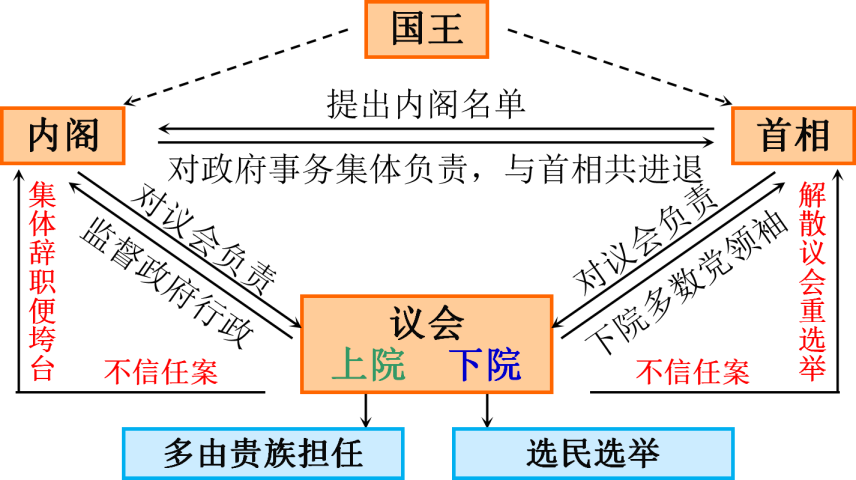 国王
提出内阁名单
内阁
首相
对政府事务集体负责，与首相共进退
集体辞职便垮台
对议会负责
监督政府行政
对议会负责
下院多数党领袖
解散议会重选举
议会
上院 下院
不信任案
不信任案
多由贵族担任
选民选举